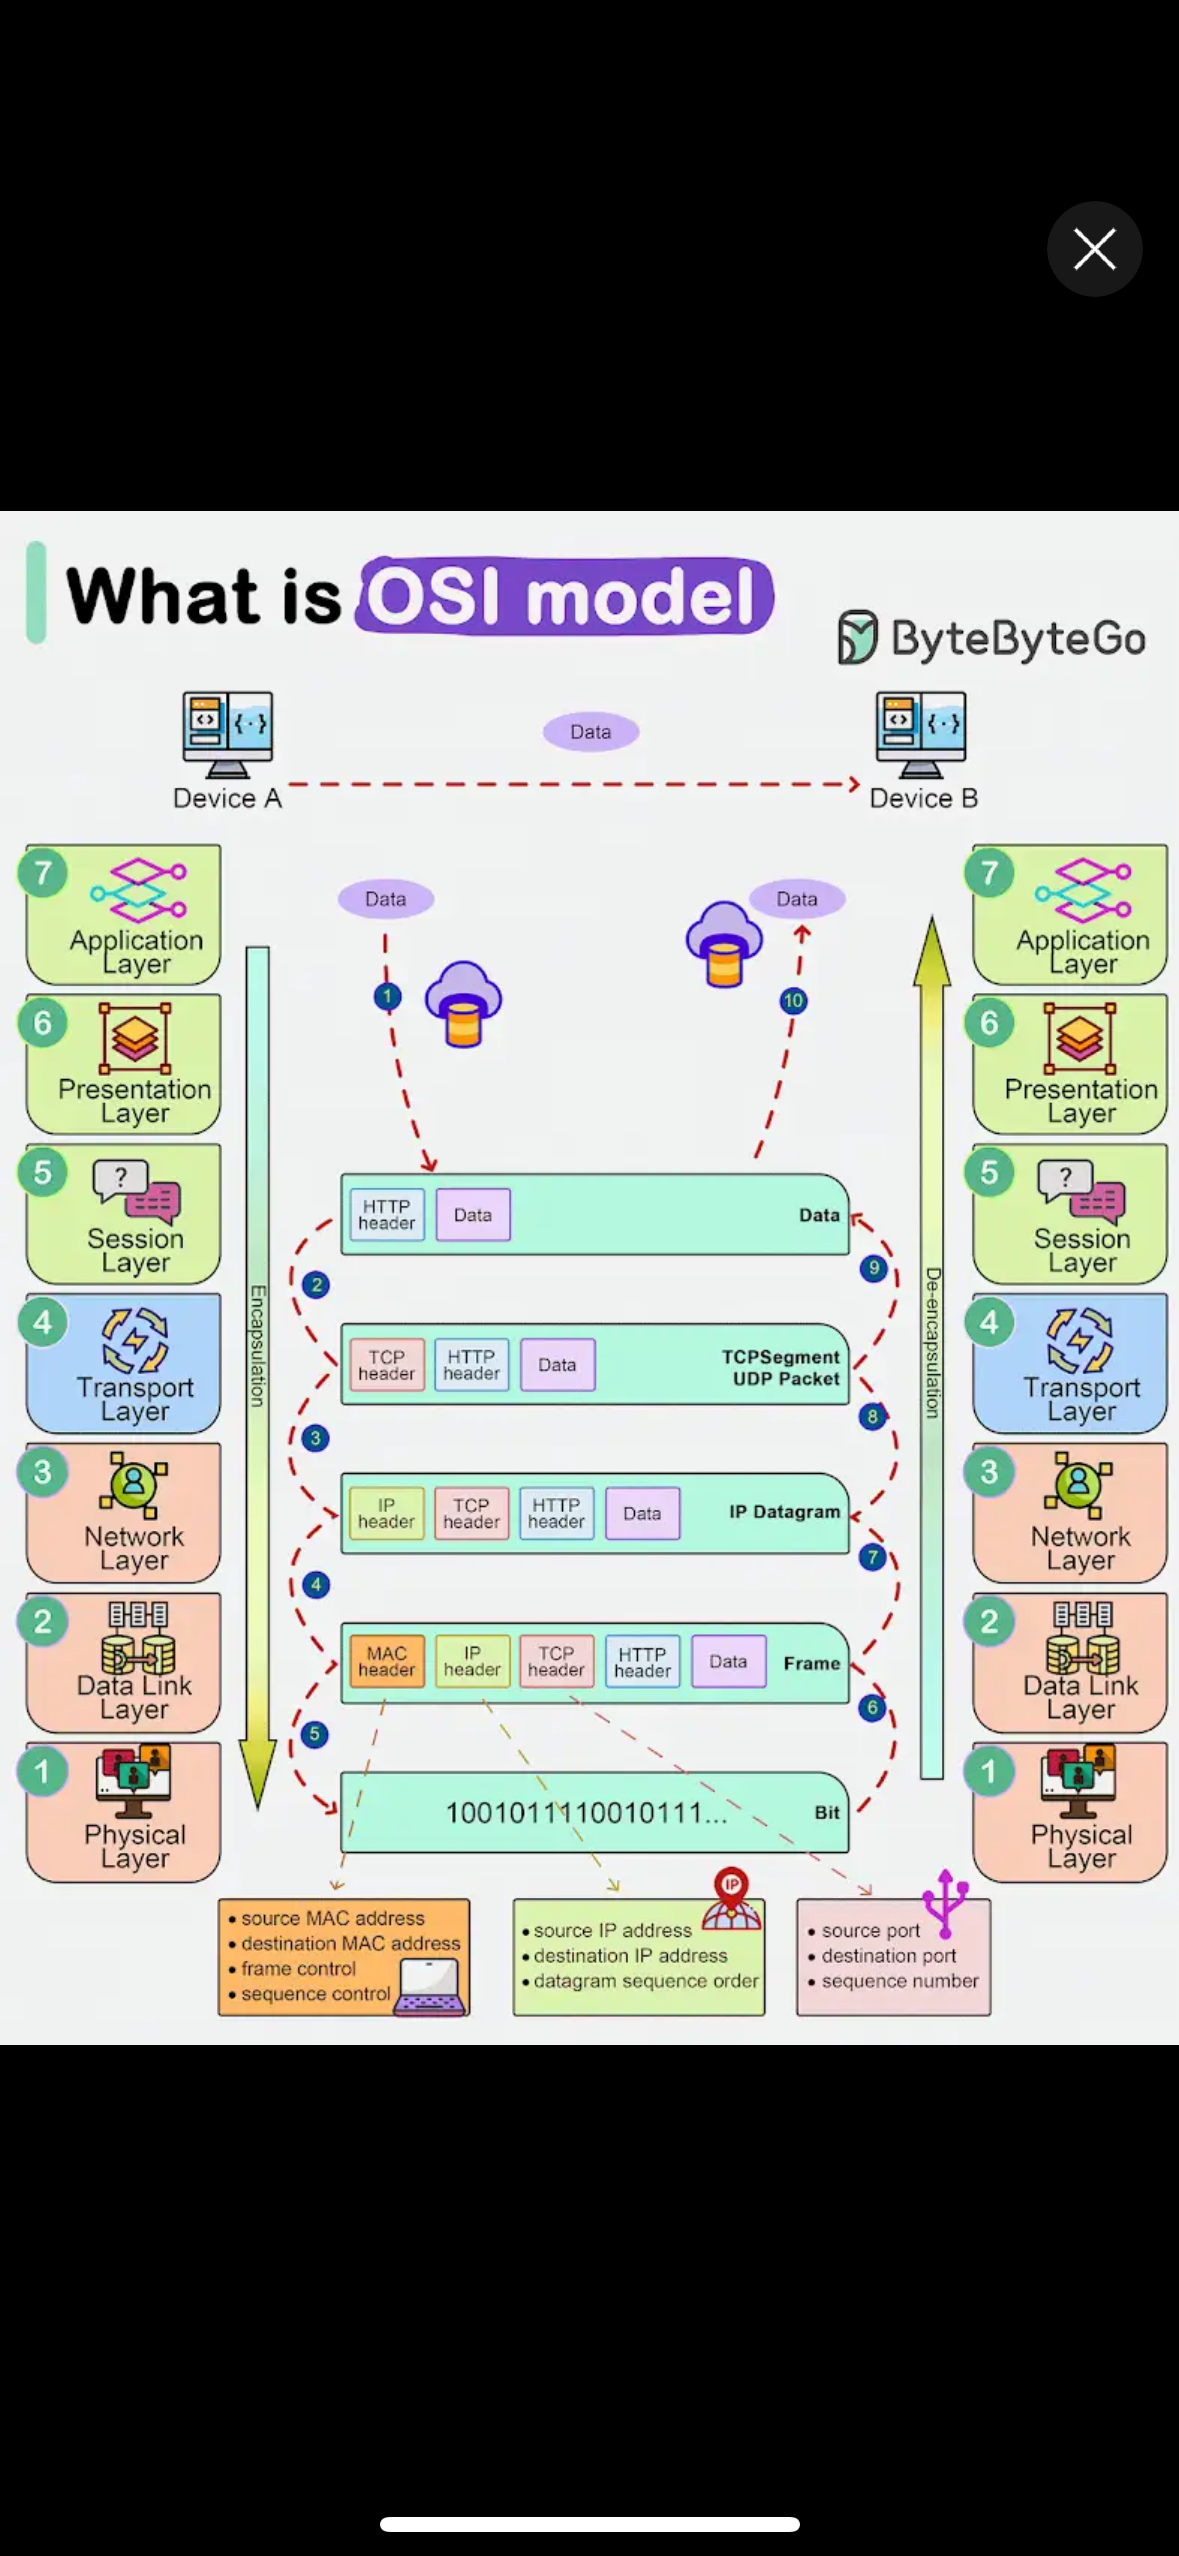 What is OSI model
ByteByteGo
Data
Device A
Device B
7
Application
Layer
6
Presentation
Layer
5
?
Session
Layer
4
Transport
Layer
3
Network
Layer
2
Data Link
Layer
1
Physical
Layer
Encapsulation
Data
1
Data
10
HTTP
header
Data
Data
2
9
TCP
header
HTTP
header
Data
TCPSegment
UDP Packet
3
8
IP
header
TCP
header
HTTP
header
Data
IP Datagram
4
7
MAC
header
IP
header
TCP
header
HTTP
header
Data
Frame
5
6
100101110010111...
Bit
De-encapsulation
7
Application
Layer
6
Presentation
Layer
5
?
Session
Layer
4
Transport
Layer
3
Network
Layer
2
Data Link
Layer
1
Physical
Layer
• source MAC address
• destination MAC address
• frame control
• sequence control
IP
• source IP address
• destination IP address
• datagram sequence order
• source port
• destination port
• sequence number